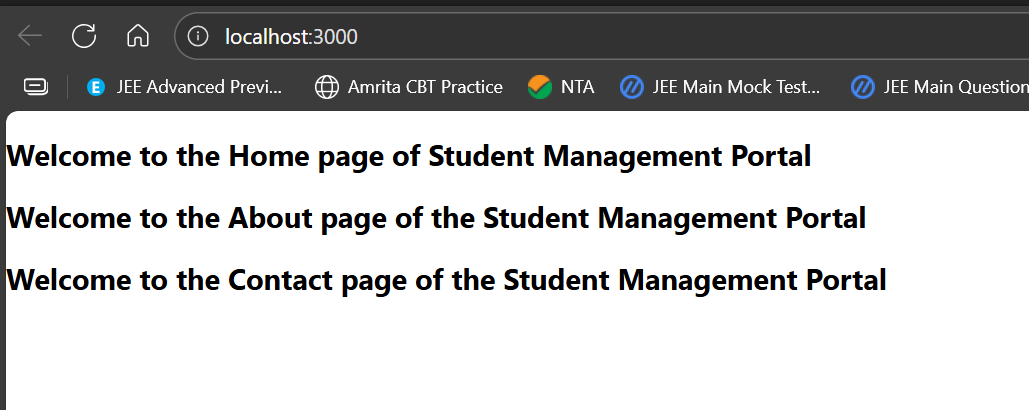 localhost:3000
E JEE Advanced Previ... Amrita CBT Practice NTA JEE Main Mock Test... JEE Main Question
Welcome to the Home page of Student Management Portal
Welcome to the About page of the Student Management Portal
Welcome to the Contact page of the Student Management Portal